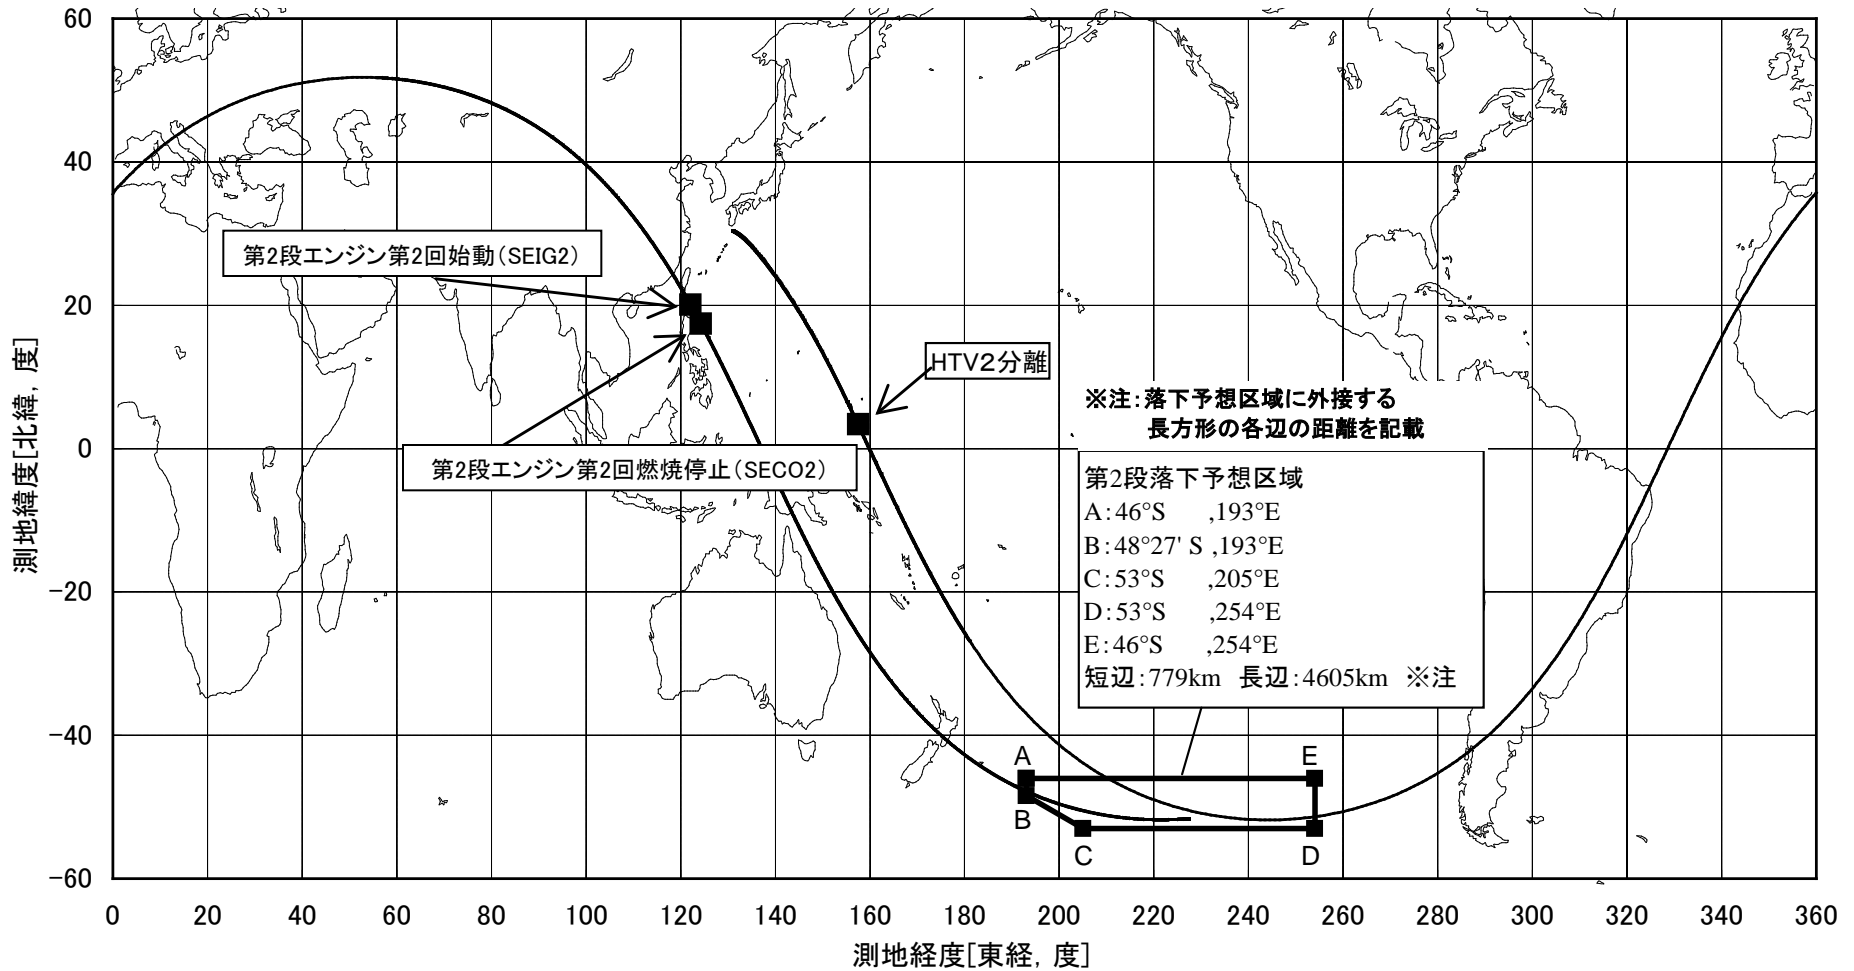 60
40
20
0
−20
−40
−60
測地緯度[北緯, 度]
第2段エンジン第2回始動(SEIG2)
第2段エンジン第2回燃焼停止(SECO2)
HTV2分離
※注:落下予想区域に外接する
長方形の各辺の距離を記載
第2段落下予想区域
A:46°S ,193°E
B:48°27' S ,193°E
C:53°S ,205°E
D:53°S ,254°E
E:46°S ,254°E
短辺:779km 長辺:4605km ※注
A
E
B
C
D
0 20 40 60 80 100 120 140 160 180 200 220 240 260 280 300 320 340 360
測地経度[東経, 度]